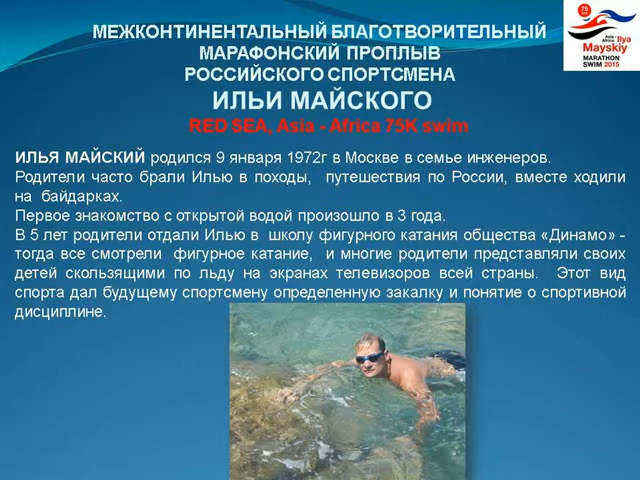 МЕЖКОНТИНЕНТАЛЬНЫЙ БЛАГОТВОРИТЕЛЬНЫЙ
МАРАФОНСКИЙ ПРОПЛЫВ
РОССИЙСКОГО СПОРТСМЕНА
ИЛЬИ МАЙСКОГО
RED SEA, Asia - Africa 75K swim
75
Asia -
Africa Ilya
Mayskiy
MARATHON
SWIM 2015
ИЛЬЯ МАЙСКИЙ родился 9 января 1972г в Москве в семье инженеров.
Родители часто брали Илью в походы, путешествия по России, вместе ходили
на байдарках.
Первое знакомство с открытой водой произошло в 3 года.
В 5 лет родители отдали Илью в школу фигурного катания общества «Динамо» -
тогда все смотрели фигурное катание, и многие родители представляли своих
детей скользящими по льду на экранах телевизоров всей страны. Этот вид
спорта дал будущему спортсмену определенную закалку и понятие о спортивной
дисциплине.